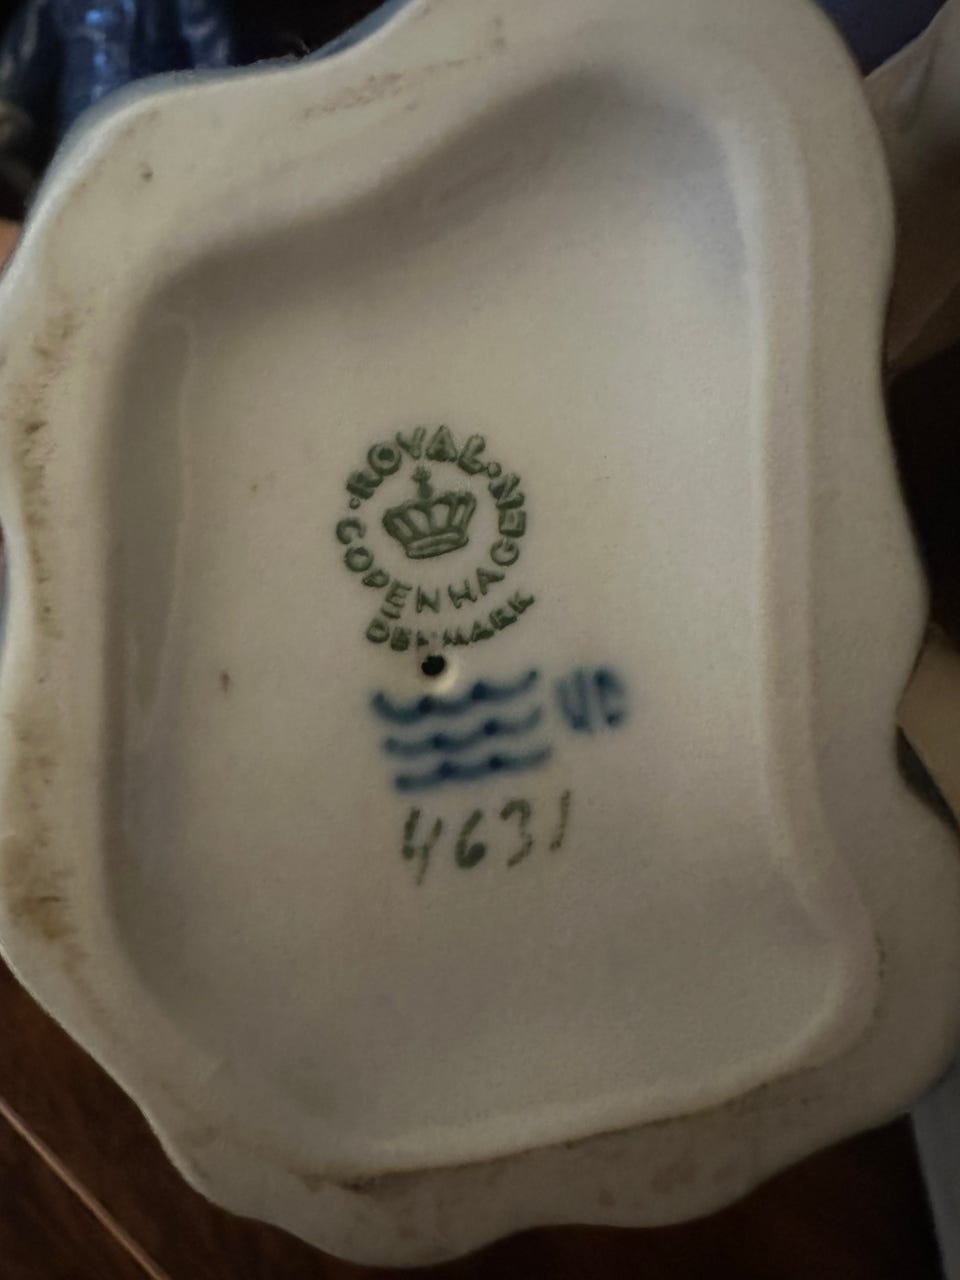 ROYAL
COPENHAGEN
DENMARK
4631